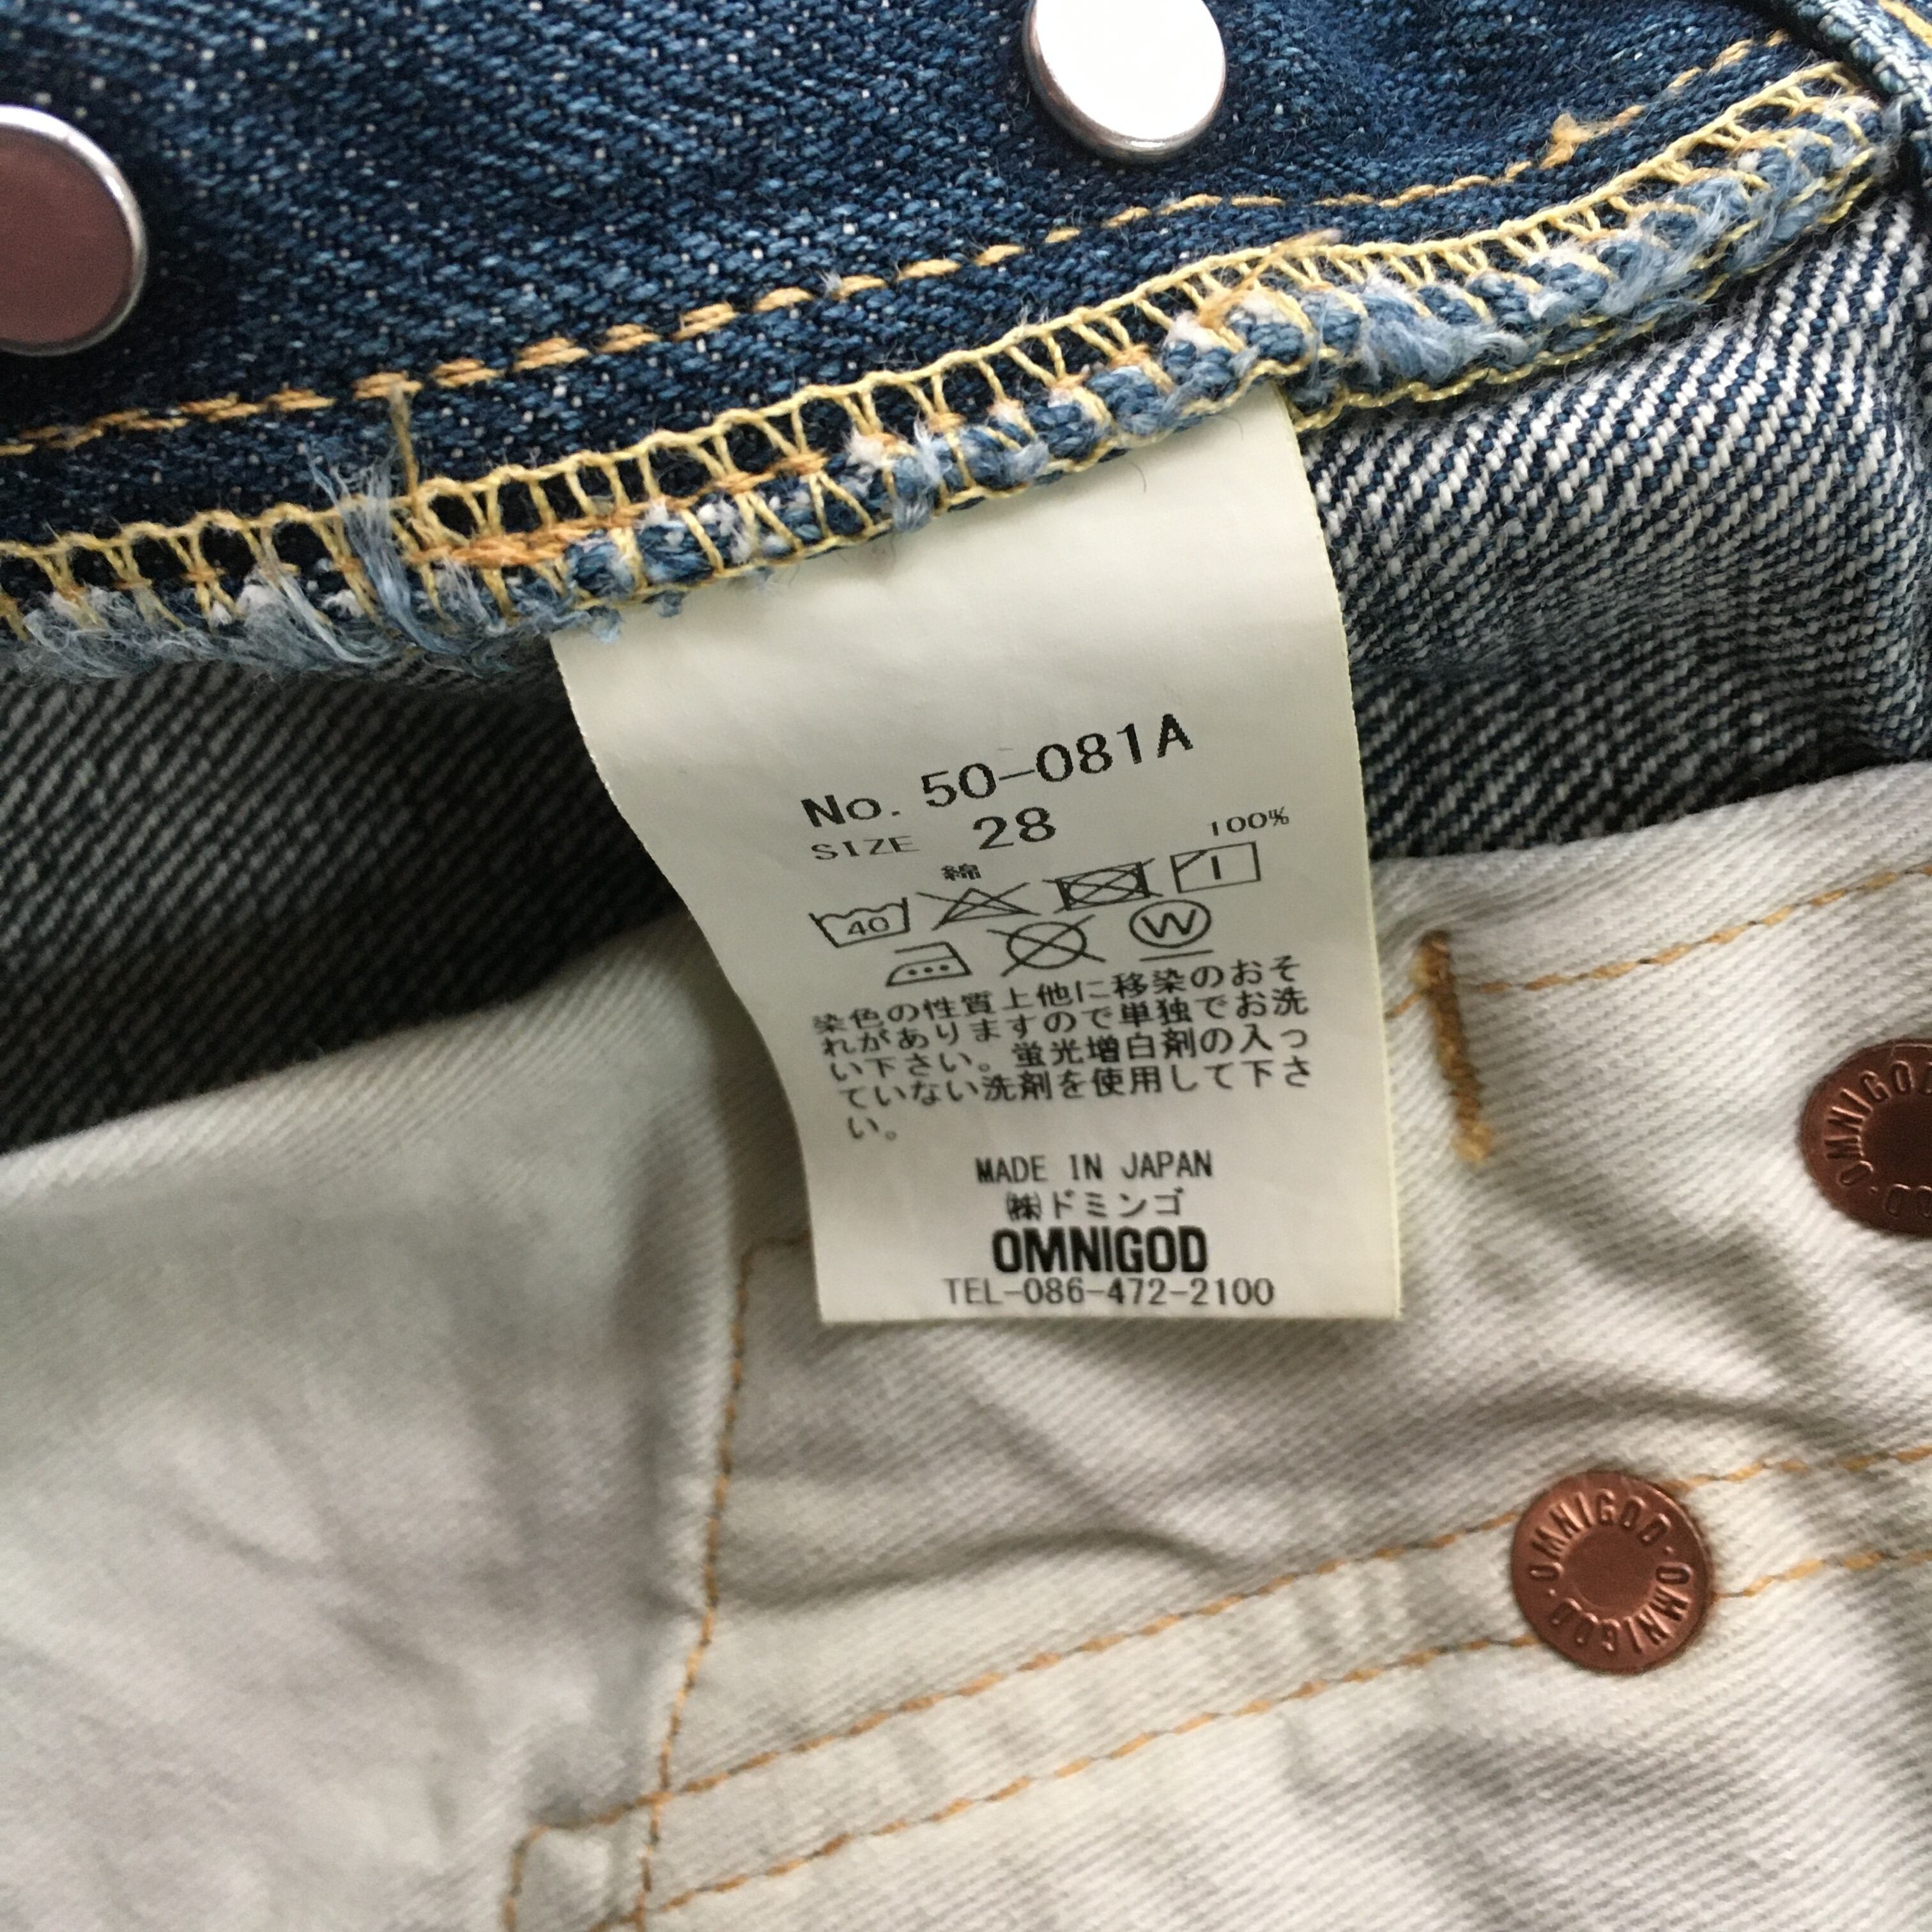 No. 50-081A
SIZE 28
綿 100%
40
W
染色の性質上他に移染のおそ
れがありますので単独でお洗
い下さい。蛍光増白剤の入っ
ていない洗剤を使用して下さ
い。
MADE IN JAPAN
㈱ドミンゴ
OMNIGOD
TEL-086-472-2100
OMNIGOD
OMNIGOD · OMNIGOD ·